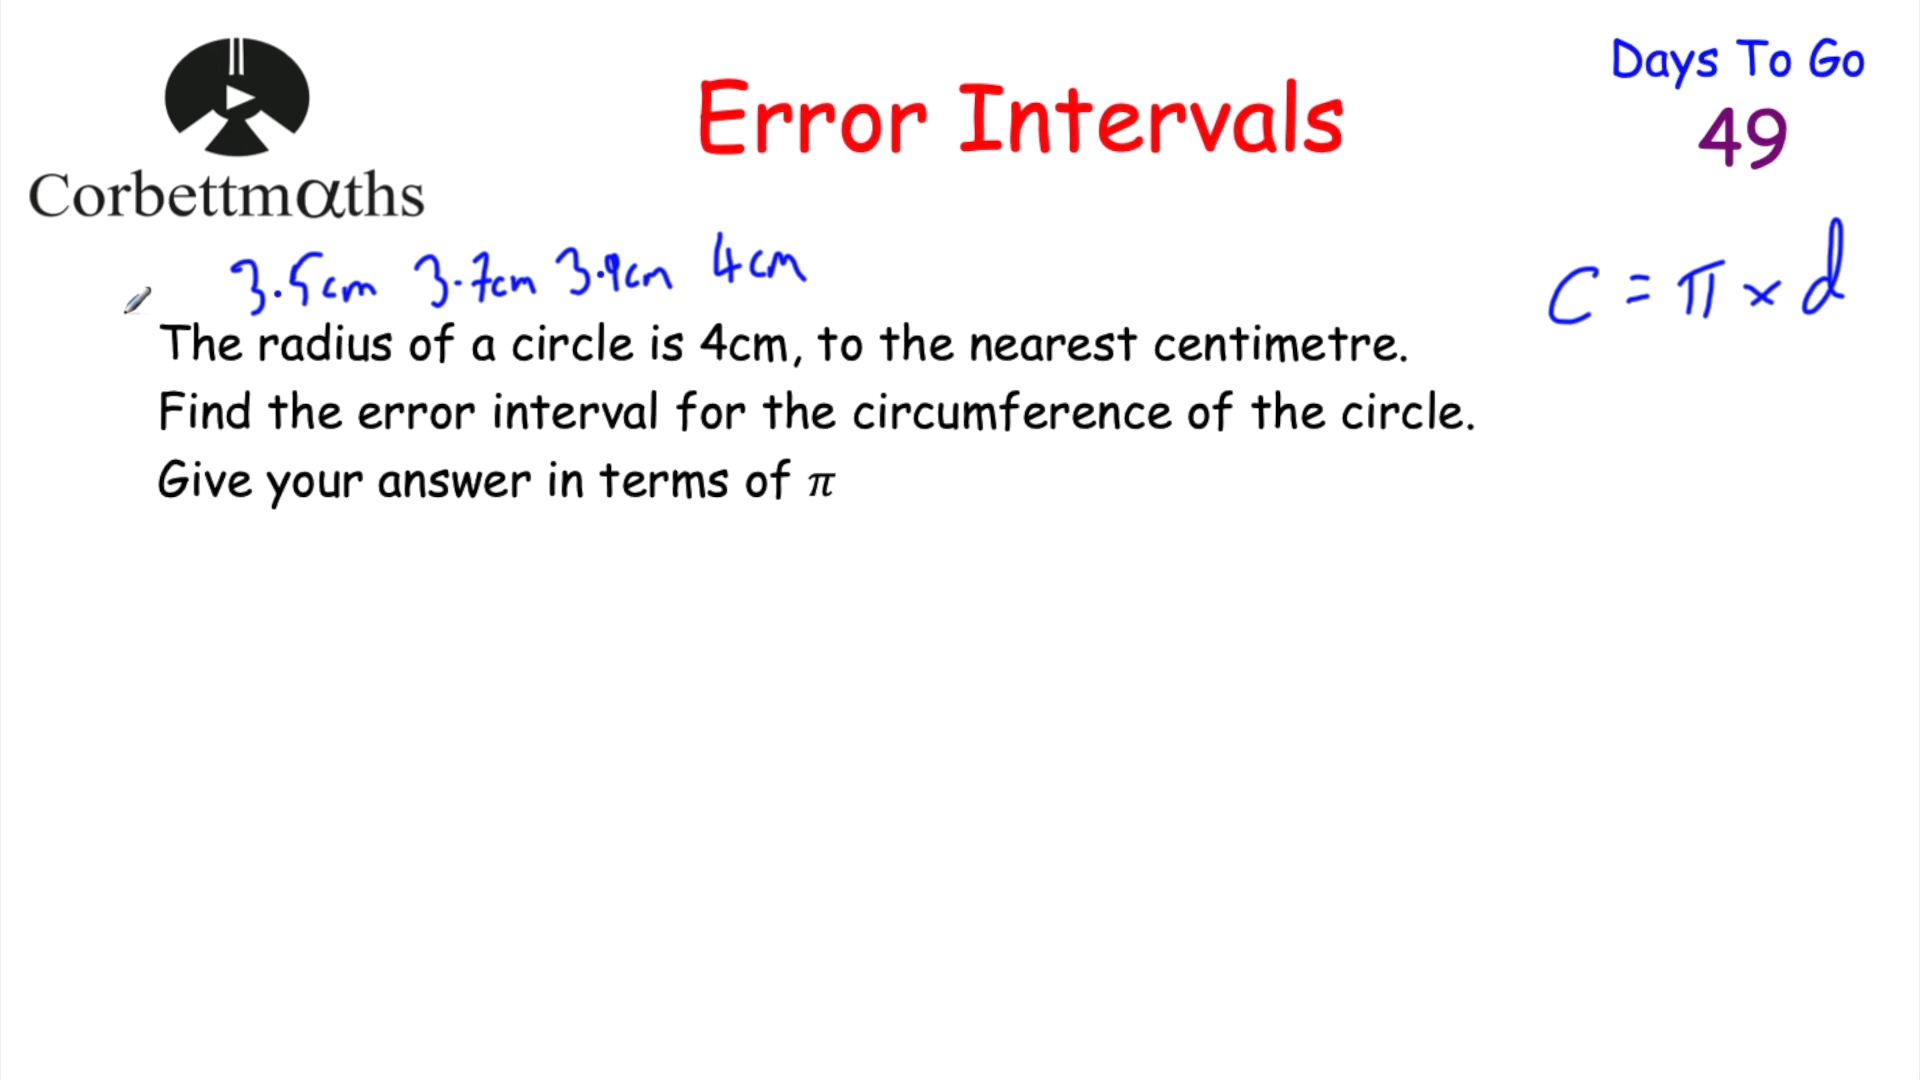 Corbettmαths
Error Intervals
Days To Go
49
3.5cm 3.7cm 3.9cm 4cm
C = π × d
The radius of a circle is 4cm, to the nearest centimetre.
Find the error interval for the circumference of the circle.
Give your answer in terms of π